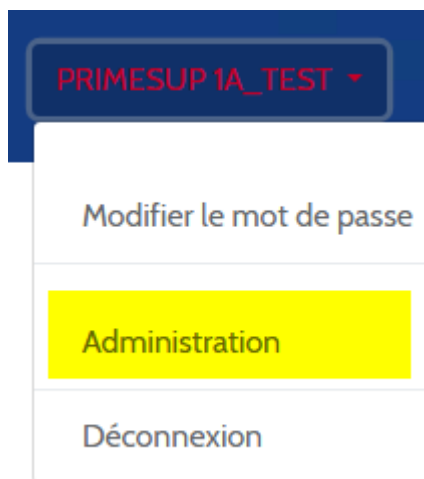 PRIMESUP 1A_TEST
Modifier le mot de passe
Administration
Déconnexion